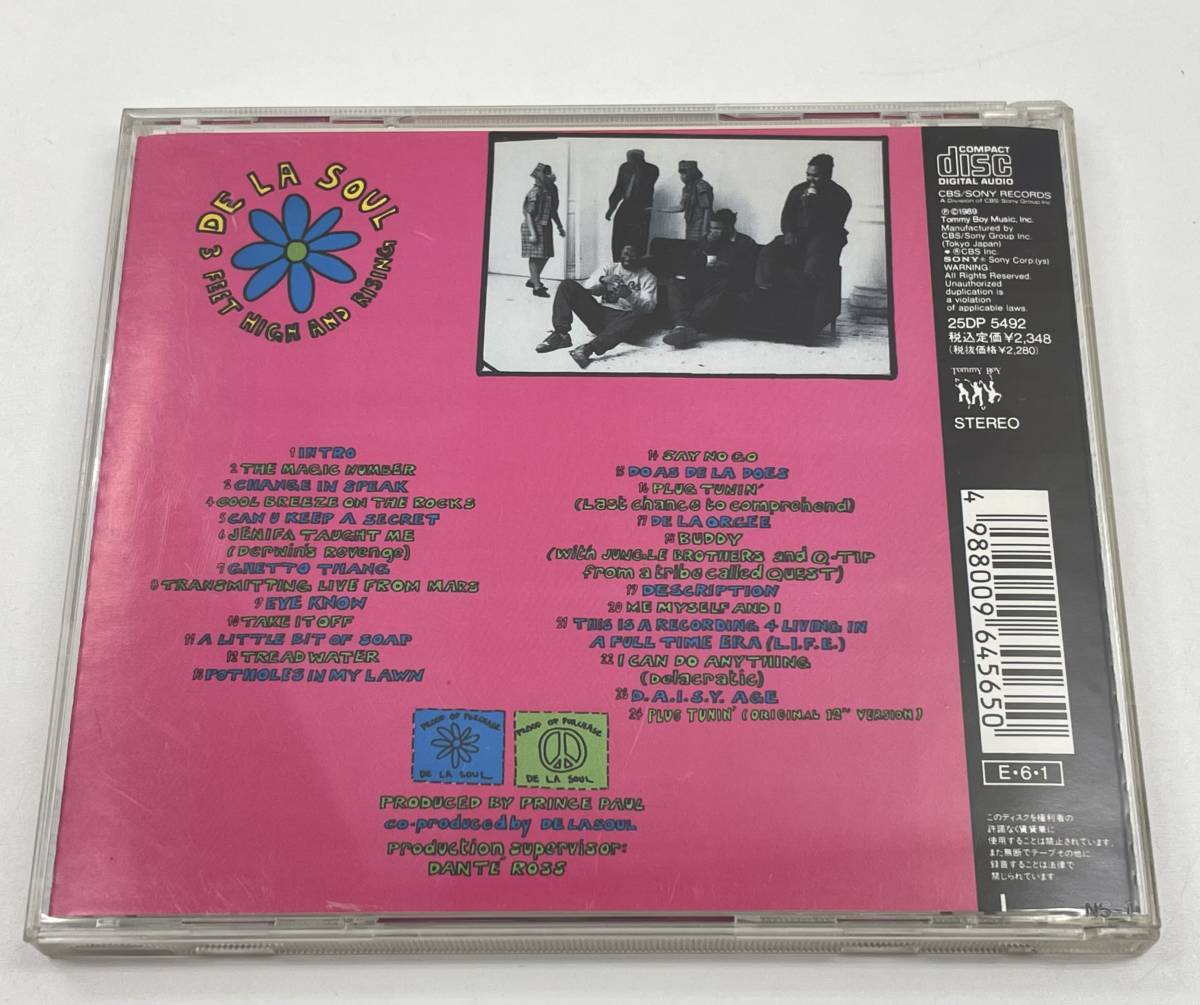 DE LA SOUL
3 FEET HIGH AND RISING
1 INTRO
2 THE MAGIC NUMBER
3 CHANGE IN SPEAK
4 COOL BREEZE ON THE ROCKS
5 CAN U KEEP A SECRET
6 JENIFA TAUGHT ME
(Derwin's Revenge)
7 GHETTO THANG
8 TRANSMITTING LIVE FROM MARS
9 EYE KNOW
10 TAKE IT OFF
11 A LITTLE BIT OF SOAP
12 TREAD WATER
13 POTHOLES IN MY LAWN
14 SAY NO GO
15 DO AS DE LA DOES
16 PLUG TUNIN'
(Last chance to comprehend)
17 DE LA ORGEE
18 BUDDY
(with JUNGLE BROTHERS and Q-TIP
from a tribe called QUEST)
19 DESCRIPTION
20 ME MYSELF AND I
21 THIS IS A RECORDING 4 LIVING IN
A FULL TIME ERA (L.I.F.E.)
22 I CAN DO ANYTHING
(Delacratic)
23 D.A.I.S.Y. AGE
24 PLUG TUNIN' (ORIGINAL 12" VERSION)
PROOF OF PURCHASE
DE LA SOUL
PROOF OF PURCHASE
DE LA SOUL
PRODUCED BY PRINCE PAUL
co-produced by DE LA SOUL
Production supervisor:
DANTÉ ROSS
COMPACT
disc
DIGITAL AUDIO
CBS/SONY RECORDS
A Division of CBS Sony Group Inc
℗©1989
Tommy Boy Music, Inc.
Manufactured by
CBS/Sony Group Inc.
(Tokyo Japan)
● ®CBS Inc.
SONY® Sony Corp.(ys)
WARNING:
All Rights Reserved.
Unauthorized
duplication is
a violation
of applicable laws.
25DP 5492
税込定価¥2,348
(税抜価格¥2,280)
Tommy Boy
STEREO
4 988009 645650
E・6・1
このディスクを権利者の
許諾なく賃貸業に
使用することは禁止されています。
また無断でテープその他に
録音することは法律で
禁じられています